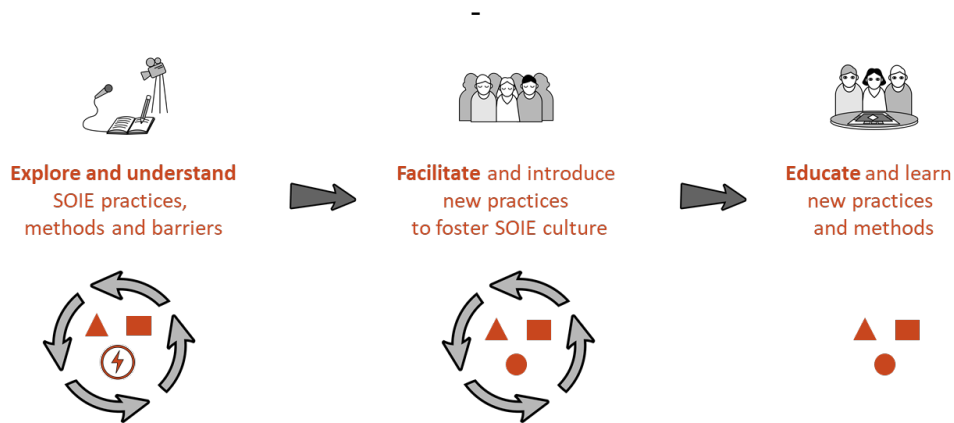 -
Explore and understand
SOIE practices,
methods and barriers
Facilitate and introduce
new practices
to foster SOIE culture
Educate and learn
new practices
and methods